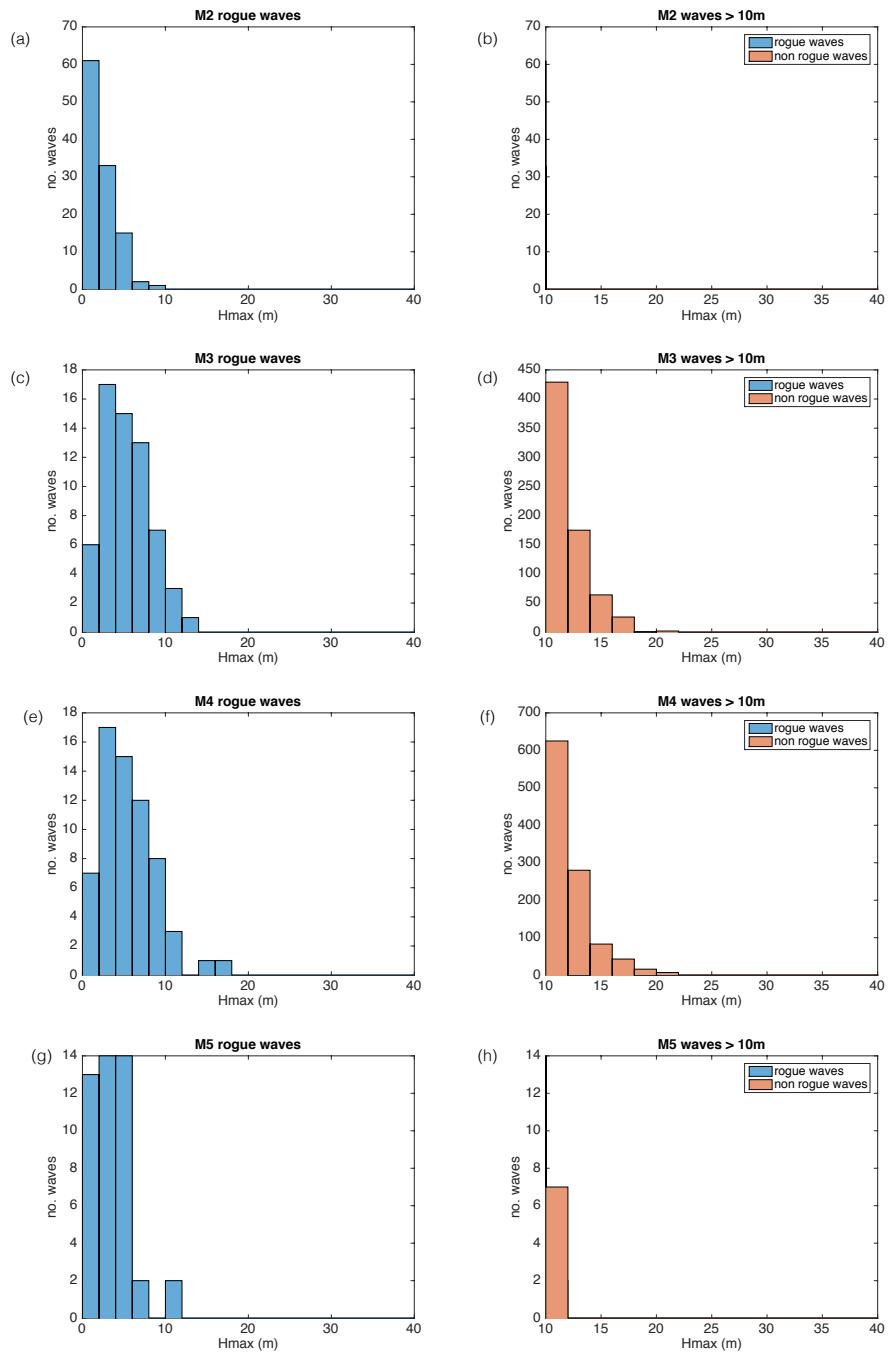 (a)
M2 rogue waves
70
60
50
40
30
20
10
0
no. waves
0 10 20 30 40
Hmax (m)
(b)
M2 waves > 10m
rogue waves
non rogue waves
70
60
50
40
30
20
10
0
no. waves
10 15 20 25 30 35 40
Hmax (m)
(c)
M3 rogue waves
18
16
14
12
10
8
6
4
2
0
no. waves
0 10 20 30 40
Hmax (m)
(d)
M3 waves > 10m
rogue waves
non rogue waves
450
400
350
300
250
200
150
100
50
0
no. waves
10 15 20 25 30 35 40
Hmax (m)
(e)
M4 rogue waves
18
16
14
12
10
8
6
4
2
0
no. waves
0 10 20 30 40
Hmax (m)
(f)
M4 waves > 10m
rogue waves
non rogue waves
700
600
500
400
300
200
100
0
no. waves
10 15 20 25 30 35 40
Hmax (m)
(g)
M5 rogue waves
14
12
10
8
6
4
2
0
no. waves
0 10 20 30 40
Hmax (m)
(h)
M5 waves > 10m
rogue waves
non rogue waves
14
12
10
8
6
4
2
0
no. waves
10 15 20 25 30 35 40
Hmax (m)